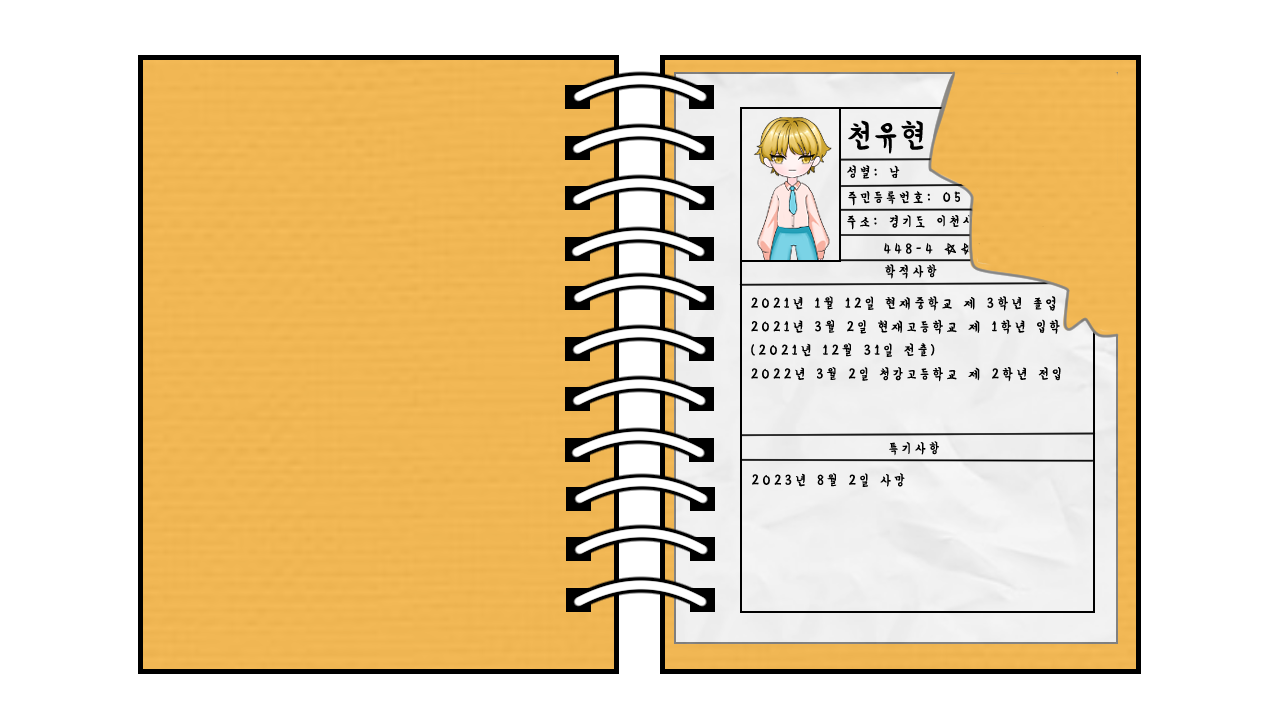 천유현
성별: 남
주민등록번호: 05
주소: 경기도 이천
448-4
학적사항
2021년 1월 12일 현재중학교 제 3학년 졸업
2021년 3월 2일 현재고등학교 제 1학년 입학
(2021년 12월 31일 전출)
2022년 3월 2일 청강고등학교 제 2학년 전입
특기사항
2023년 8월 2일 사망